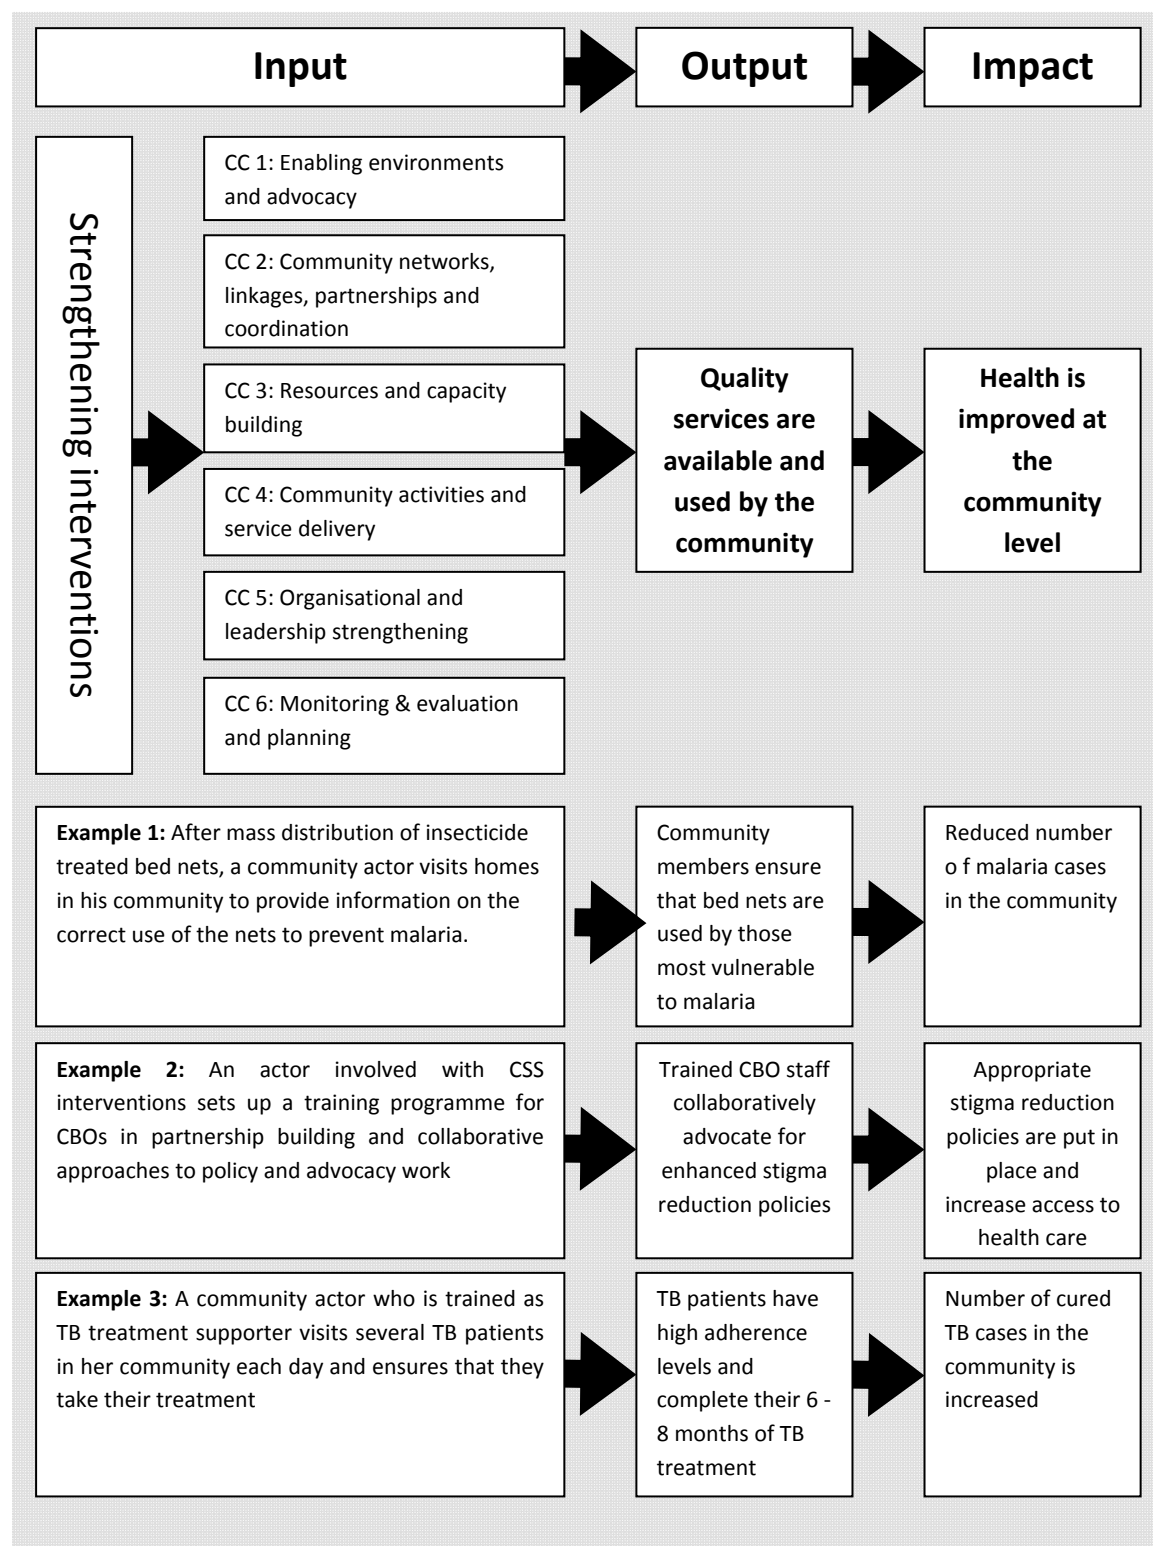 Input
Output
Impact
Strengthening interventions
CC 1: Enabling environments
and advocacy
CC 2: Community networks,
linkages, partnerships and
coordination
CC 3: Resources and capacity
building
CC 4: Community activities and
service delivery
CC 5: Organisational and
leadership strengthening
CC 6: Monitoring & evaluation
and planning
Quality
services are
available and
used by the
community
Health is
improved at
the
community
level
Example 1: After mass distribution of insecticide
treated bed nets, a community actor visits homes
in his community to provide information on the
correct use of the nets to prevent malaria.
Community
members ensure
that bed nets are
used by those
most vulnerable
to malaria
Reduced number
o f malaria cases
in the community
Example 2: An actor involved with CSS
interventions sets up a training programme for
CBOs in partnership building and collaborative
approaches to policy and advocacy work
Trained CBO staff
collaboratively
advocate for
enhanced stigma
reduction policies
Appropriate
stigma reduction
policies are put in
place and
increase access to
health care
Example 3: A community actor who is trained as
TB treatment supporter visits several TB patients
in her community each day and ensures that they
take their treatment
TB patients have
high adherence
levels and
complete their 6 -
8 months of TB
treatment
Number of cured
TB cases in the
community is
increased